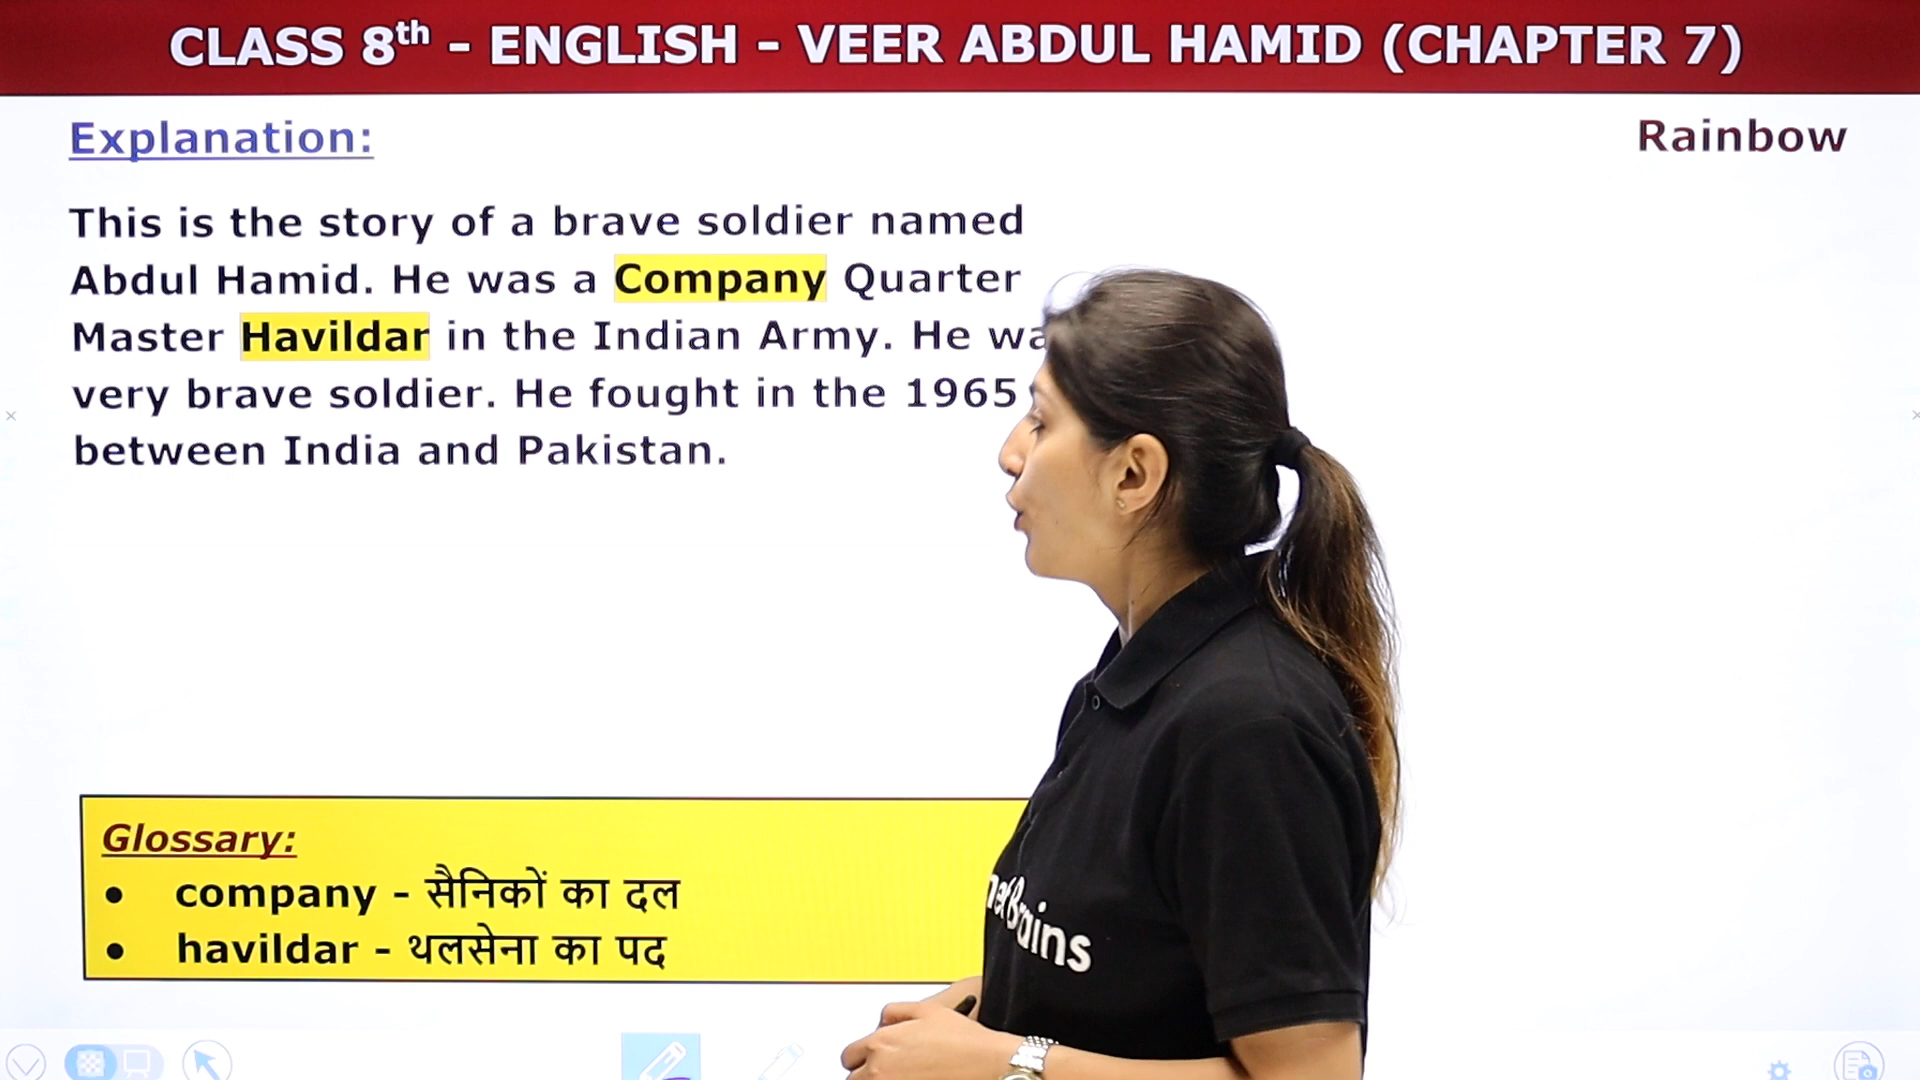 CLASS 8th - ENGLISH - VEER ABDUL HAMID (CHAPTER 7)
Explanation:
Rainbow
This is the story of a brave soldier named
Abdul Hamid. He was a Company Quarter
Master Havildar in the Indian Army. He
very brave soldier. He fought in the 1965
between India and Pakistan.
Glossary:
• company - सैनिकों का दल
• havildar - थलसेना का पद
Brains